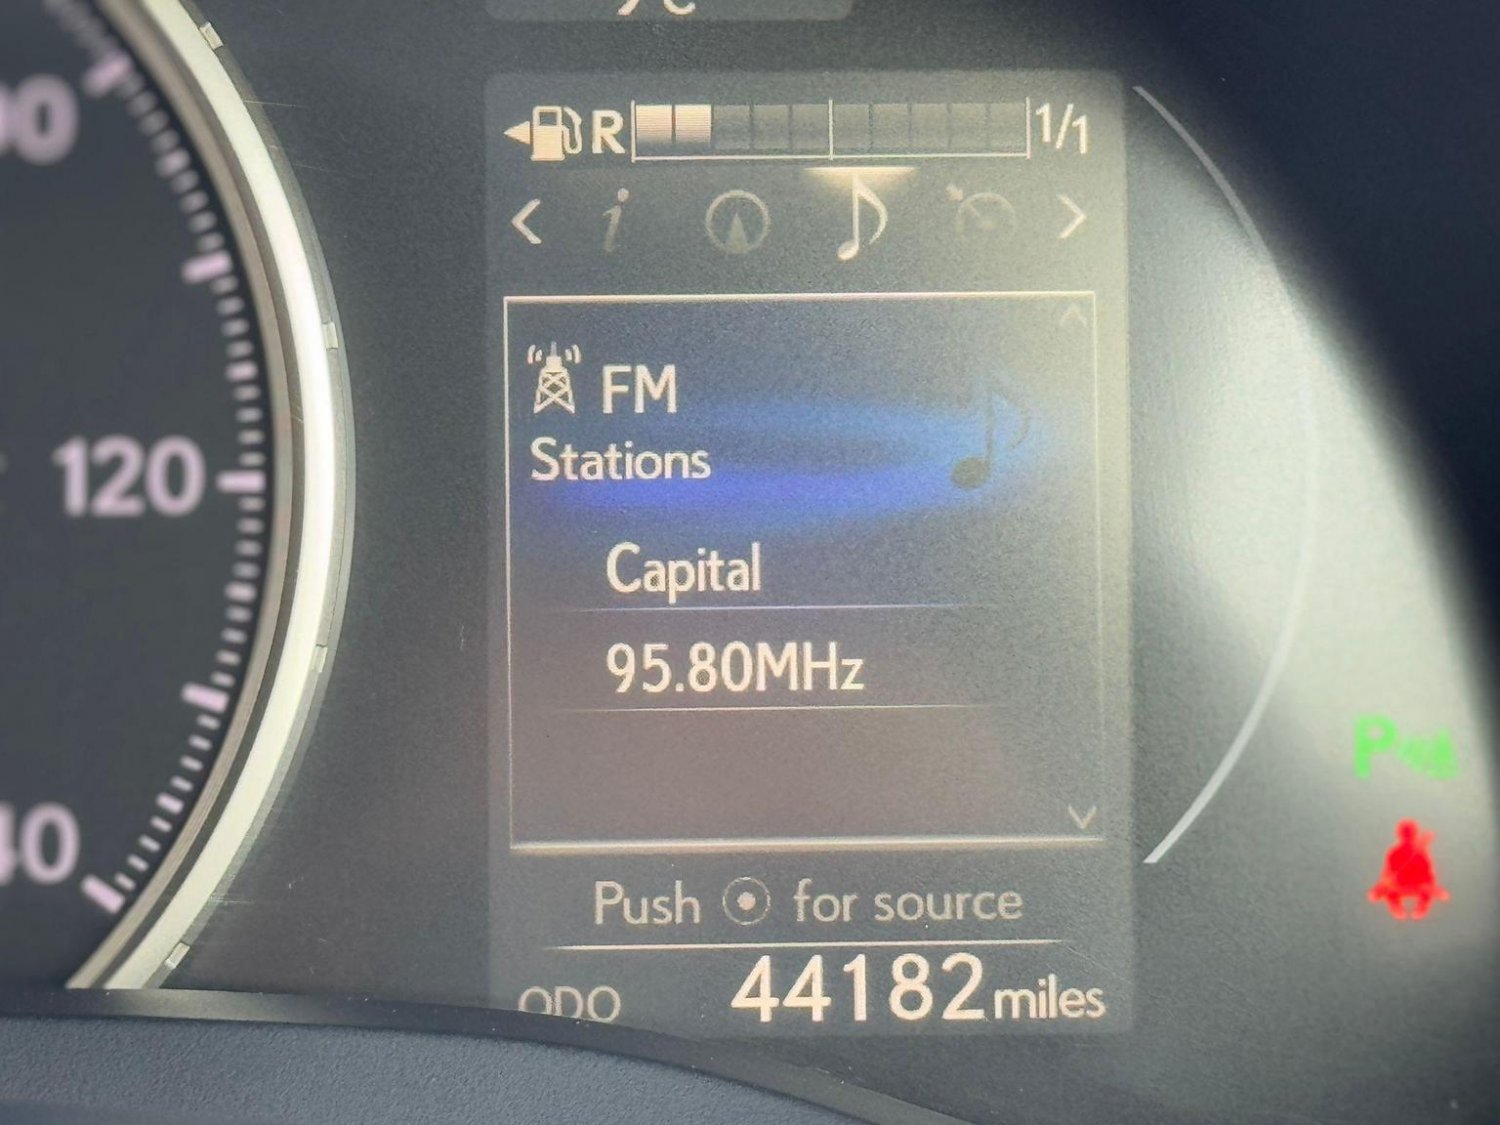 R 1/1
i
FM
Stations
Capital
95.80MHz
Push for source
ODO 44182 miles
120